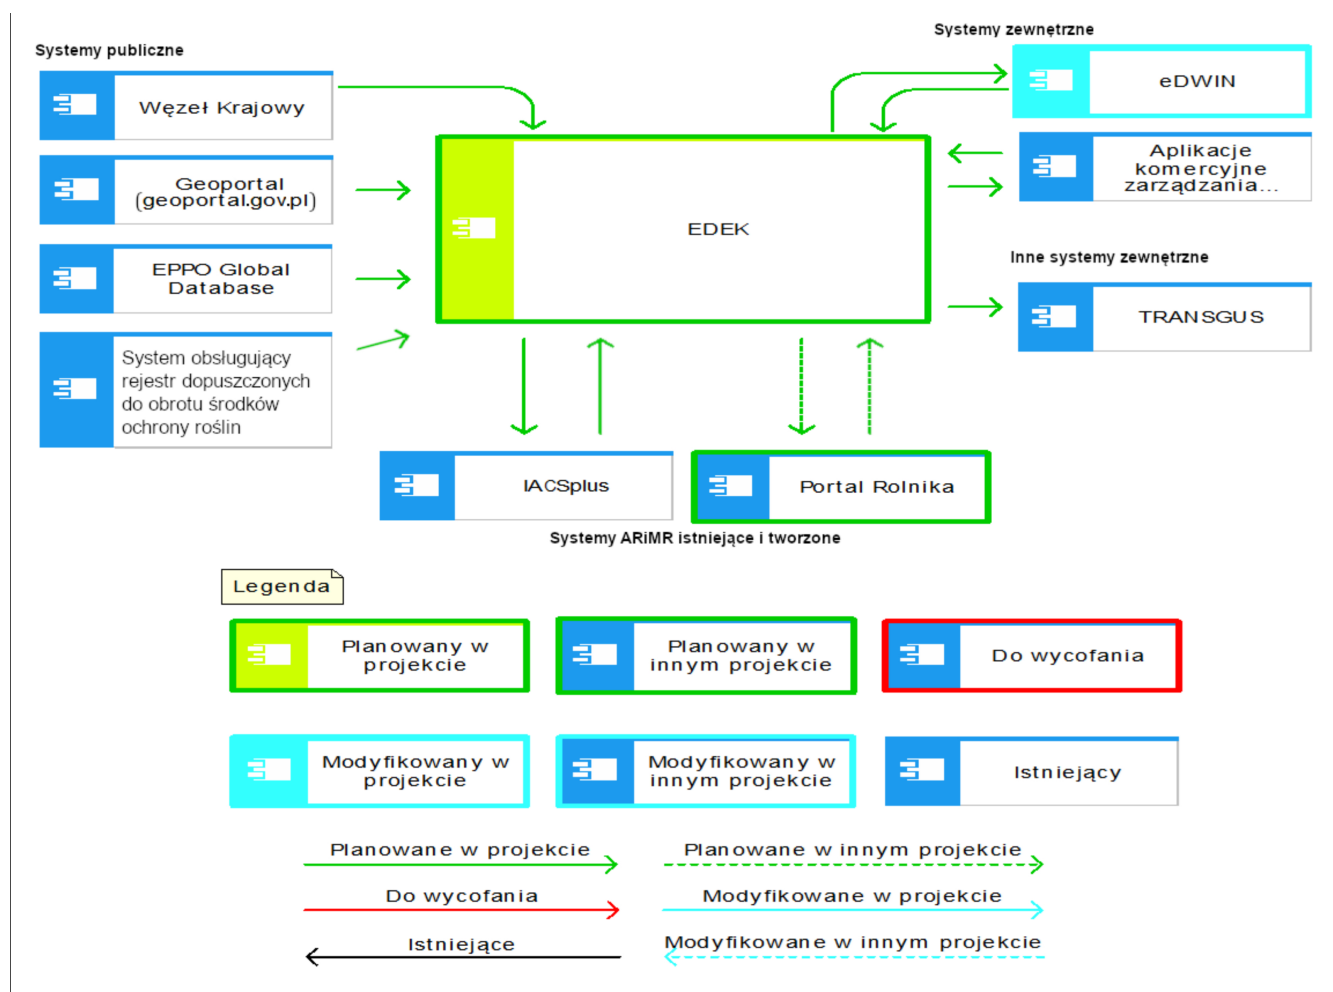 Systemy publiczne
Systemy zewnętrzne
Węzeł Krajowy
eDWIN
Geoportal
(geoportal.gov.pl)
Aplikacje
komercyjne
zarządzania...
EDEK
EPPO Global
Database
Inne systemy zewnętrzne
TRANSGUS
System obsługujący
rejestr dopuszczonych
do obrotu środków
ochrony roślin
IACSplus
Portal Rolnika
Systemy ARiMR istniejące i tworzone
Legenda
Planowany w
projekcie
Planowany w
innym projekcie
Do wycofania
Modyfikowany w
projekcie
Modyfikowany w
innym projekcie
Istniejący
Planowane w projekcie
Planowane w innym projekcie
Do wycofania
Modyfikowane w projekcie
Istniejące
Modyfikowane w innym projekcie